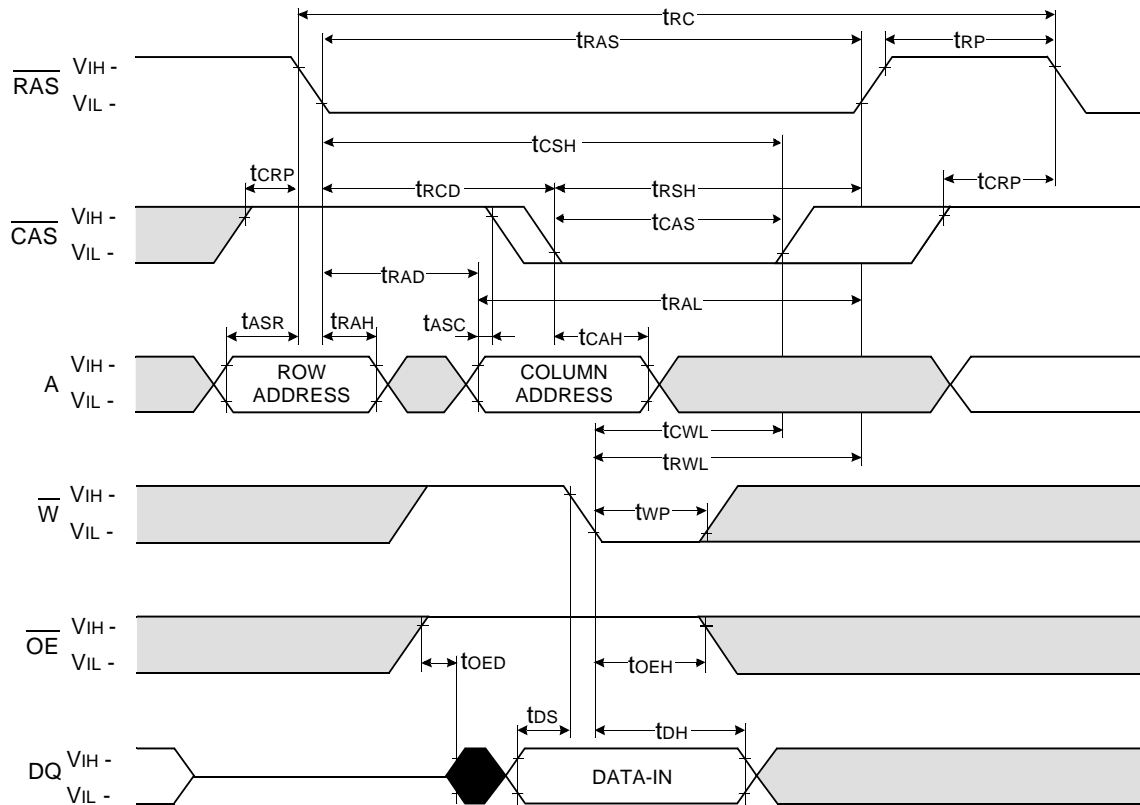 tRC
tRAS
tRP
RAS
VIH -
VIL -
tCSH
tCRP
tRCD
tRSH
tCRP
CAS
VIH -
VIL -
tCAS
tRAD
tRAL
tASR
tRAH
tASC
tCAH
A
VIH -
VIL -
ROW
ADDRESS
COLUMN
ADDRESS
tCWL
tRWL
W
VIH -
VIL -
tWP
OE
VIH -
VIL -
tOED
tOEH
tDS
tDH
DQ
VIH -
VIL -
DATA-IN